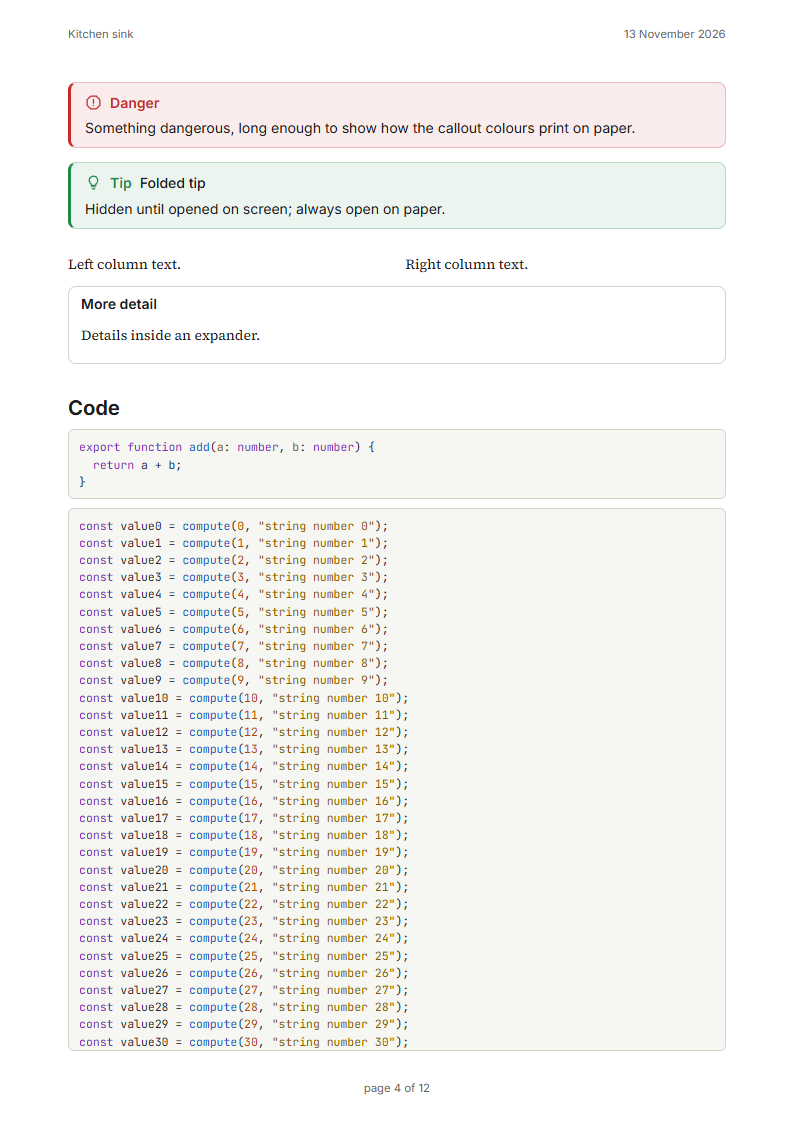 Kitchen sink
13 November 2026
Danger
Something dangerous, long enough to show how the callout colours print on paper.
Tip Folded tip
Hidden until opened on screen; always open on paper.
Left column text.
Right column text.
More detail
Details inside an expander.
Code
export function add(a: number, b: number) {
  return a + b;
}
const value0 = compute(0, "string number 0");
const value1 = compute(1, "string number 1");
const value2 = compute(2, "string number 2");
const value3 = compute(3, "string number 3");
const value4 = compute(4, "string number 4");
const value5 = compute(5, "string number 5");
const value6 = compute(6, "string number 6");
const value7 = compute(7, "string number 7");
const value8 = compute(8, "string number 8");
const value9 = compute(9, "string number 9");
const value10 = compute(10, "string number 10");
const value11 = compute(11, "string number 11");
const value12 = compute(12, "string number 12");
const value13 = compute(13, "string number 13");
const value14 = compute(14, "string number 14");
const value15 = compute(15, "string number 15");
const value16 = compute(16, "string number 16");
const value17 = compute(17, "string number 17");
const value18 = compute(18, "string number 18");
const value19 = compute(19, "string number 19");
const value20 = compute(20, "string number 20");
const value21 = compute(21, "string number 21");
const value22 = compute(22, "string number 22");
const value23 = compute(23, "string number 23");
const value24 = compute(24, "string number 24");
const value25 = compute(25, "string number 25");
const value26 = compute(26, "string number 26");
const value27 = compute(27, "string number 27");
const value28 = compute(28, "string number 28");
const value29 = compute(29, "string number 29");
const value30 = compute(30, "string number 30");
page 4 of 12